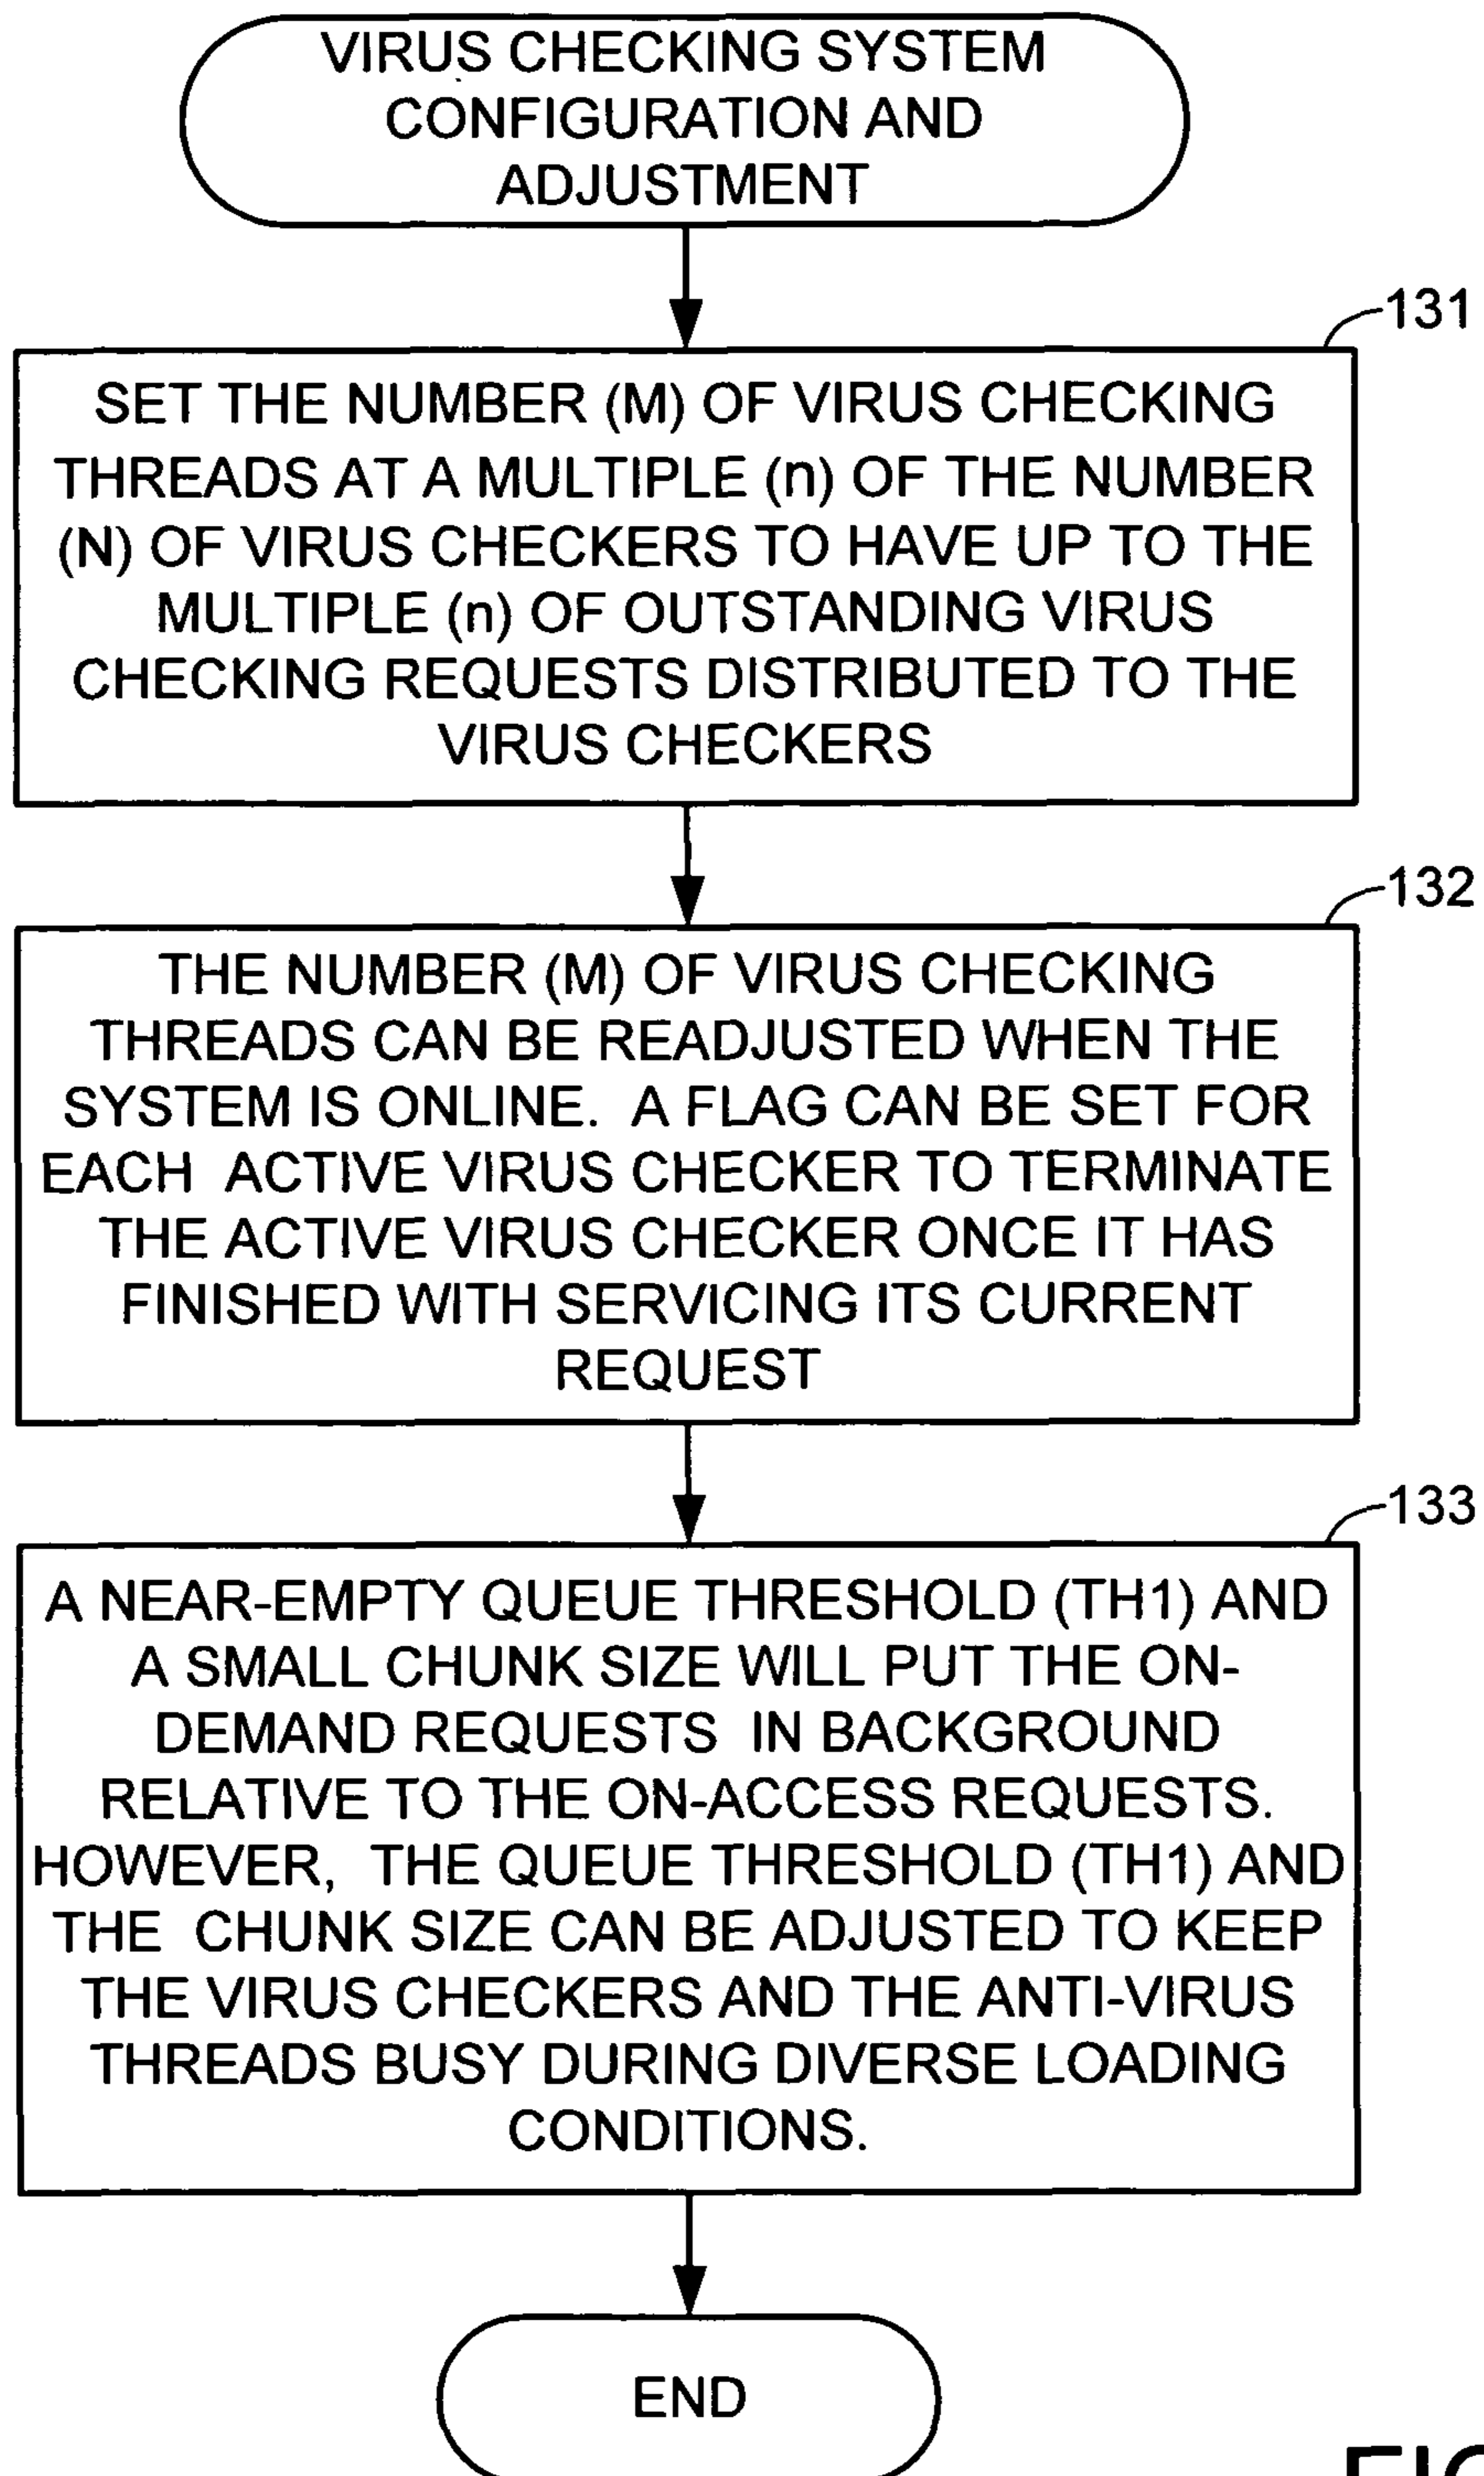 VIRUS CHECKING SYSTEM
CONFIGURATION AND
ADJUSTMENT
131
SET THE NUMBER (M) OF VIRUS CHECKING
THREADS AT A MULTIPLE (n) OF THE NUMBER
(N) OF VIRUS CHECKERS TO HAVE UP TO THE
MULTIPLE (n) OF OUTSTANDING VIRUS
CHECKING REQUESTS DISTRIBUTED TO THE
VIRUS CHECKERS
132
THE NUMBER (M) OF VIRUS CHECKING
THREADS CAN BE READJUSTED WHEN THE
SYSTEM IS ONLINE. A FLAG CAN BE SET FOR
EACH ACTIVE VIRUS CHECKER TO TERMINATE
THE ACTIVE VIRUS CHECKER ONCE IT HAS
FINISHED WITH SERVICING ITS CURRENT
REQUEST
133
A NEAR-EMPTY QUEUE THRESHOLD (TH1) AND
A SMALL CHUNK SIZE WILL PUT THE ON-
DEMAND REQUESTS IN BACKGROUND
RELATIVE TO THE ON-ACCESS REQUESTS.
HOWEVER, THE QUEUE THRESHOLD (TH1) AND
THE CHUNK SIZE CAN BE ADJUSTED TO KEEP
THE VIRUS CHECKERS AND THE ANTI-VIRUS
THREADS BUSY DURING DIVERSE LOADING
CONDITIONS.
END